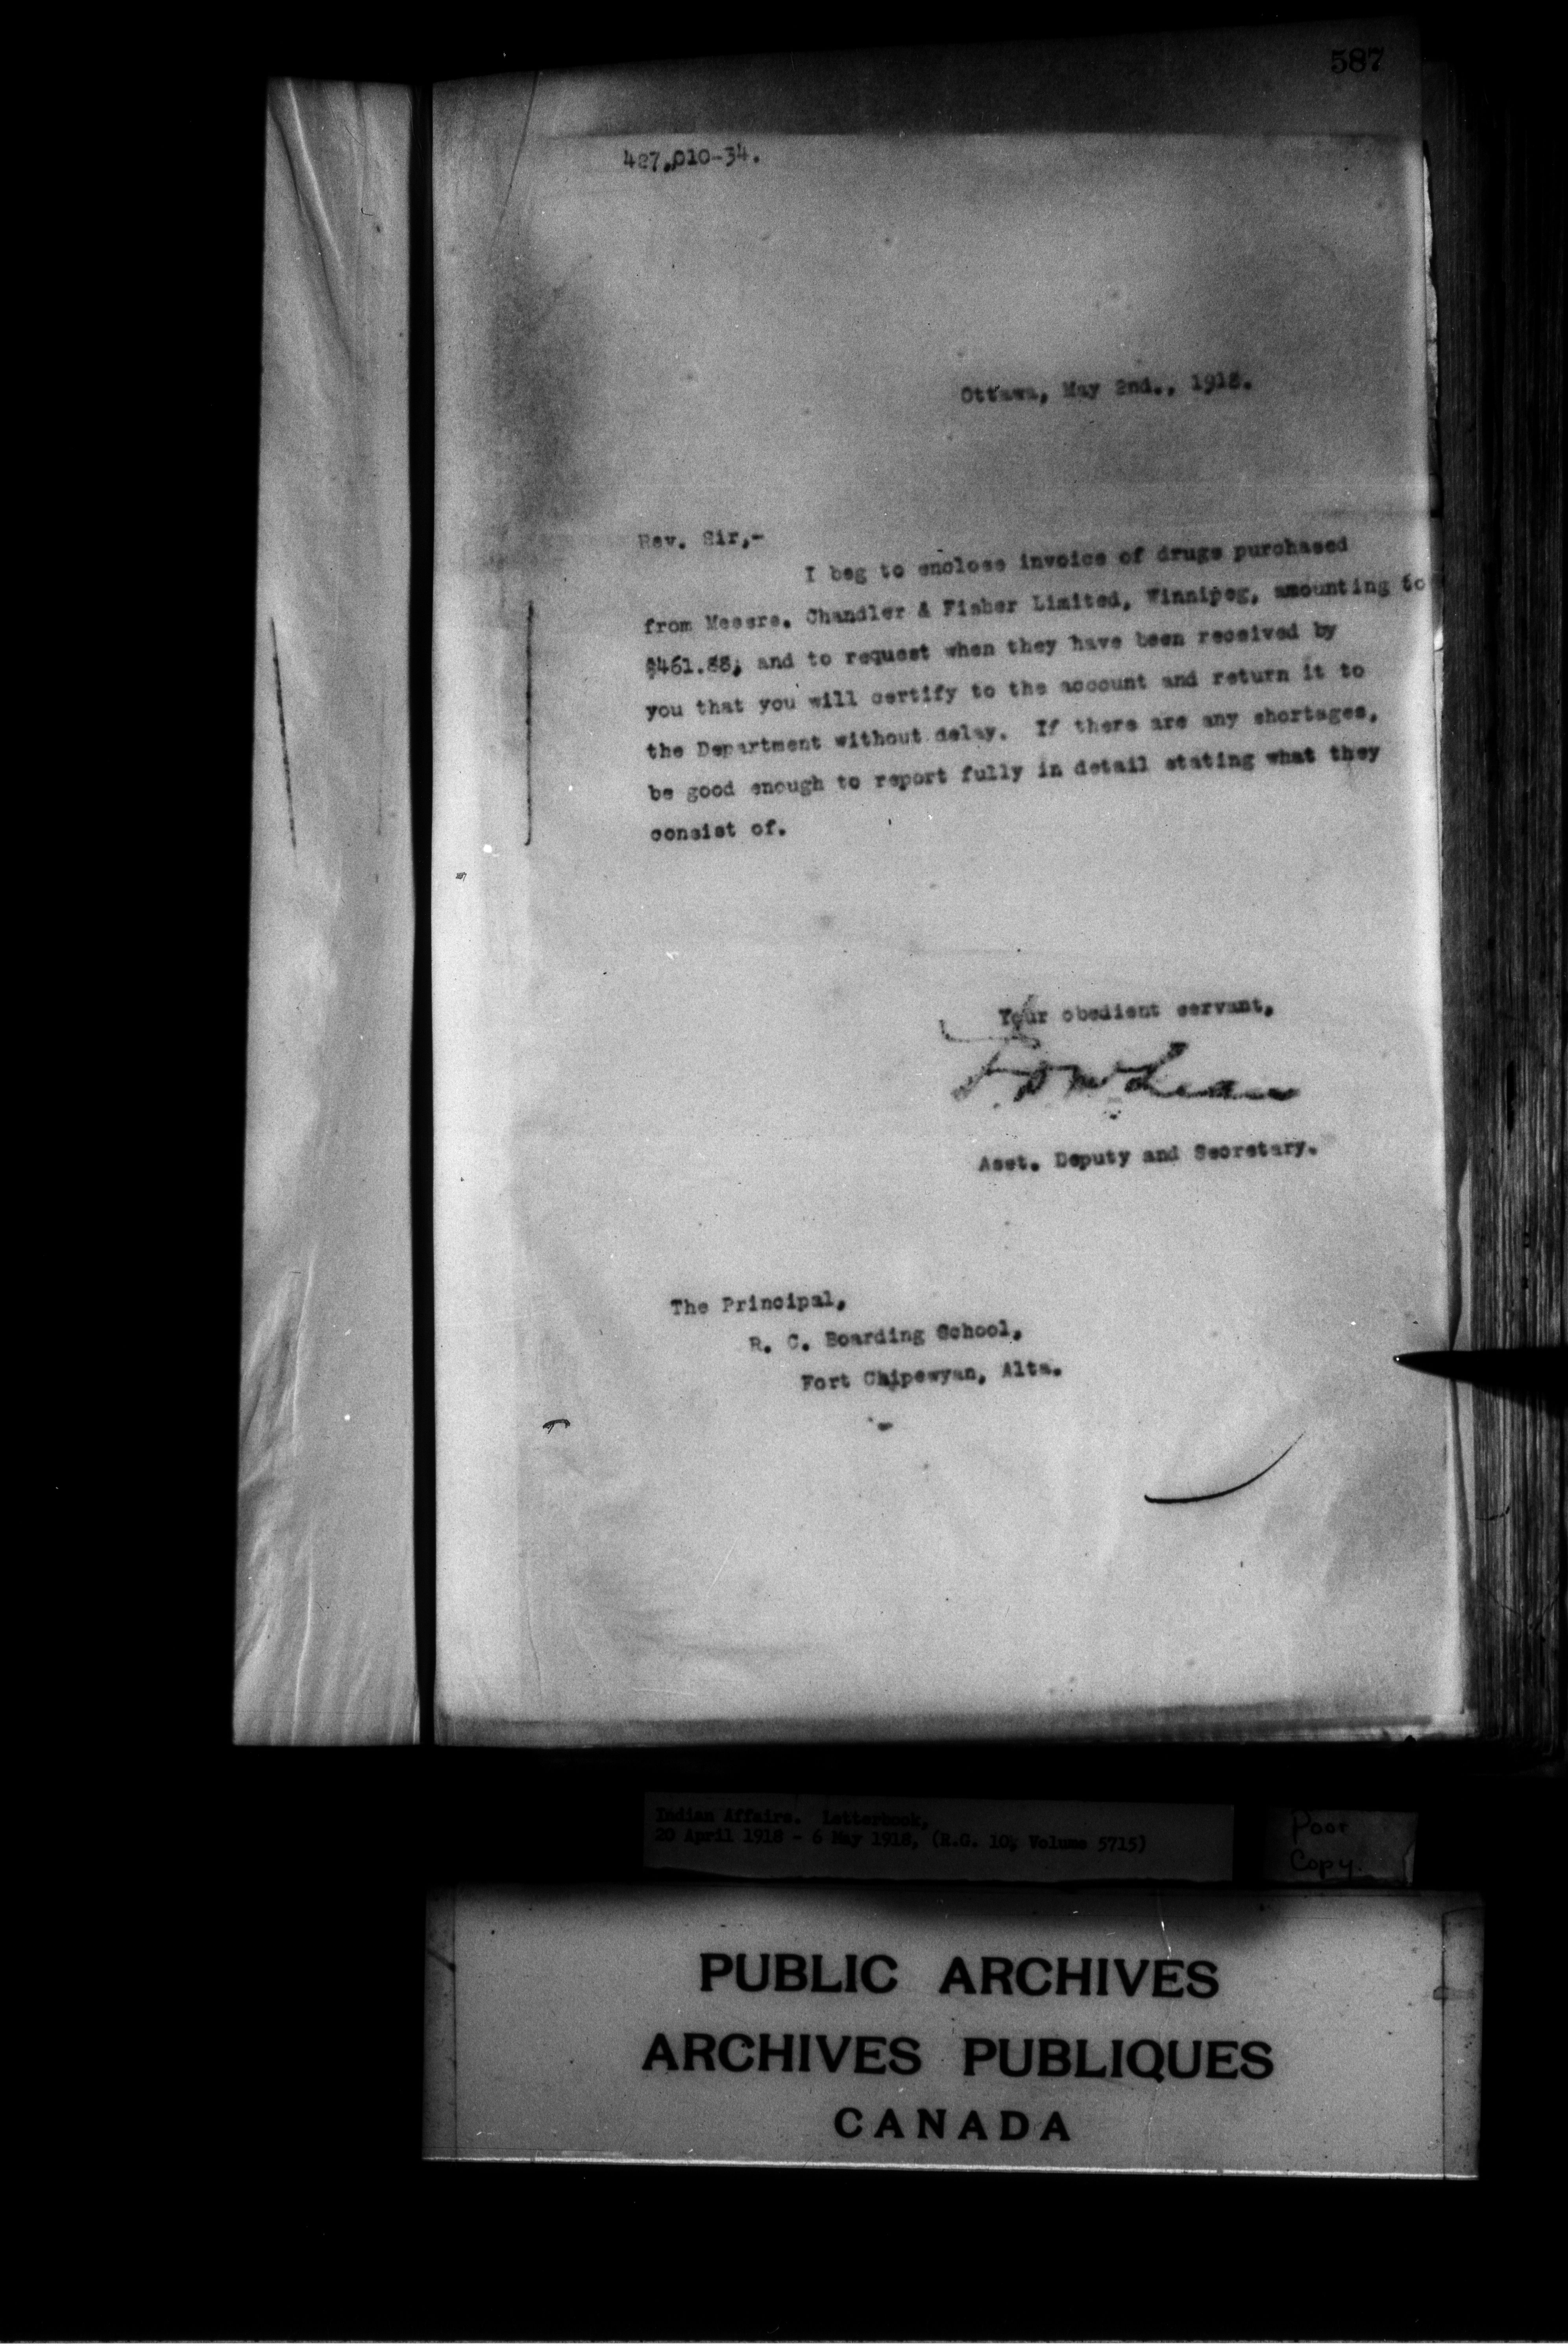 587
427,010-34.
Ottawa, May 2nd., 1918.
Rev. Sir,-
I beg to enclose invoice of drugs purchased
from Messrs. Chandler & Fisher Limited, Winnipeg, amounting to
and to request when they have been received by
you that you will certify to the account and return it to
the Department without delay. If there are any shortages,
be good enough to report fully in detail stating what they
consist of.
Your obedient servant,
Asst. Deputy and Secretary.
The Principal,
R. C. Boarding School,
Fort Chipewyan, Alta.
Indian Affairs. Letterbook,
20 April 1918 - 6 May 1918, (R.G. 10, Volume 5715)
Poor
Copy.
PUBLIC ARCHIVES
ARCHIVES PUBLIQUES
CANADA